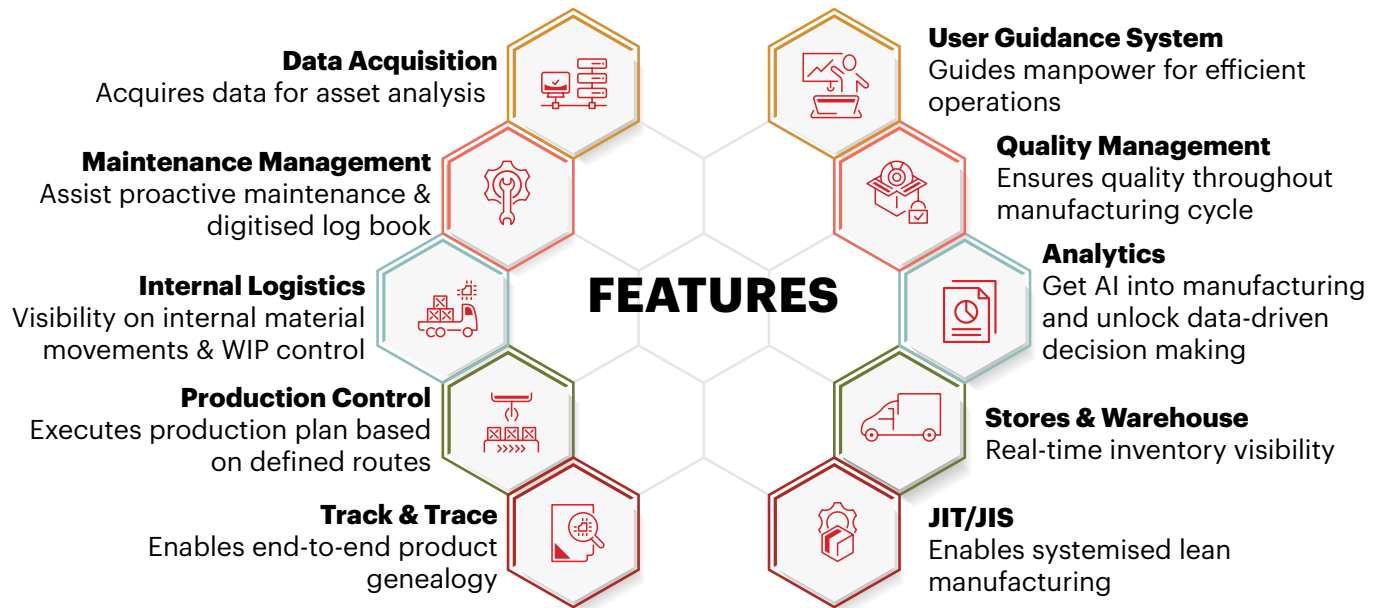 Data Acquisition
Acquires data for asset analysis
Maintenance Management
Assist proactive maintenance &
digitised log book
Internal Logistics
Visibility on internal material
movements & WIP control
Production Control
Executes production plan based
on defined routes
Track & Trace
Enables end-to-end product
genealogy
FEATURES
User Guidance System
Guides manpower for efficient
operations
Quality Management
Ensures quality throughout
manufacturing cycle
Analytics
Get AI into manufacturing
and unlock data-driven
decision making
Stores & Warehouse
Real-time inventory visibility
JIT/JIS
Enables systemised lean
manufacturing